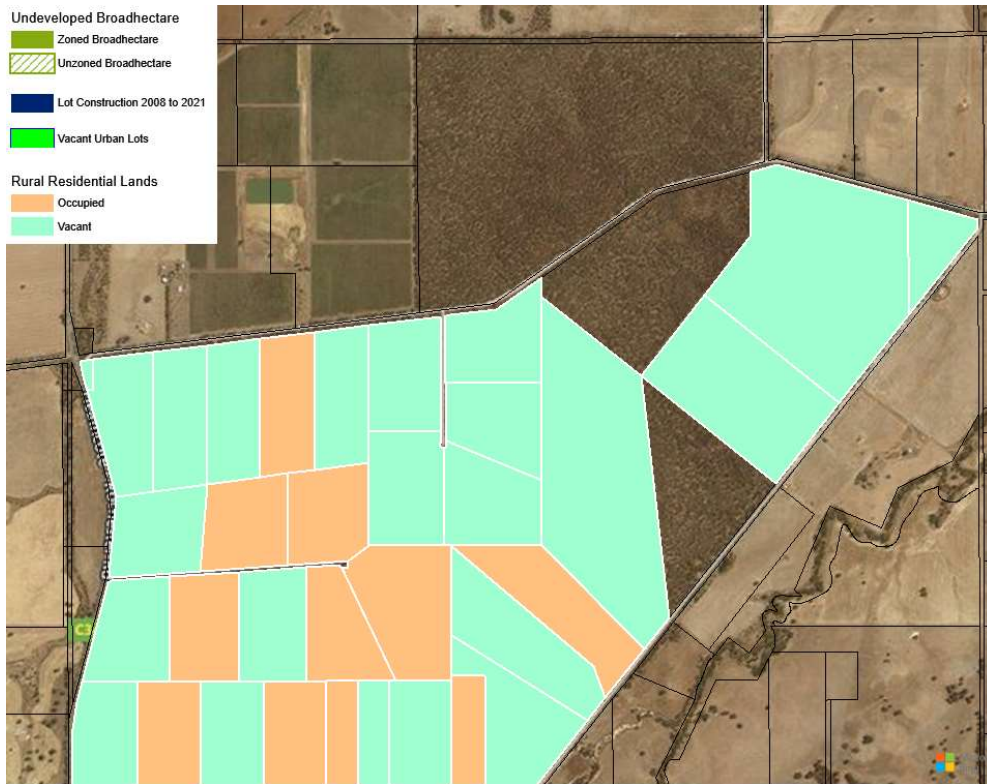 Undeveloped Broadhectare
Zoned Broadhectare
Unzoned Broadhectare
Lot Construction 2008 to 2021
Vacant Urban Lots
Rural Residential Lands
Occupied
Vacant